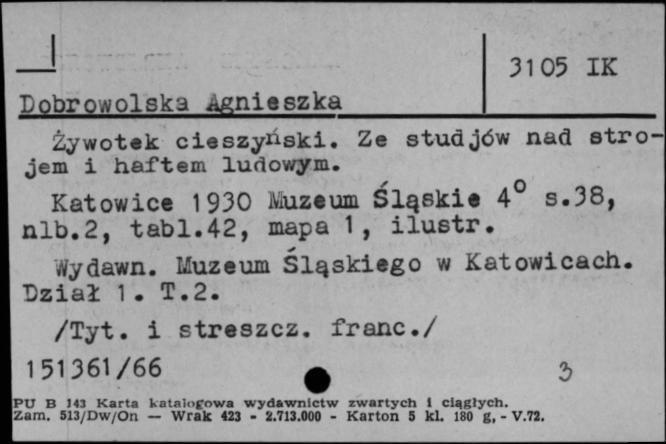 3105 IK
Dobrowolska Agnieszka
Żywotek cieszyński. Ze studjów nad stro-
jem i haftem ludowym.
Katowice 1930 Muzeum Śląskie 4° s.38,
nlb.2, tabl.42, mapa 1, ilustr.
Wydawn. Muzeum Śląskiego w Katowicach.
Dział 1. T.2.
/Tyt. i streszcz. franc./
151361/66
3
PU B 143 Karta katalogowa wydawnictw zwartych i ciągłych.
Zam. 513/Dw/On — Wrak 423 - 2.713.000 - Karton 5 kl. 180 g, - V.72.